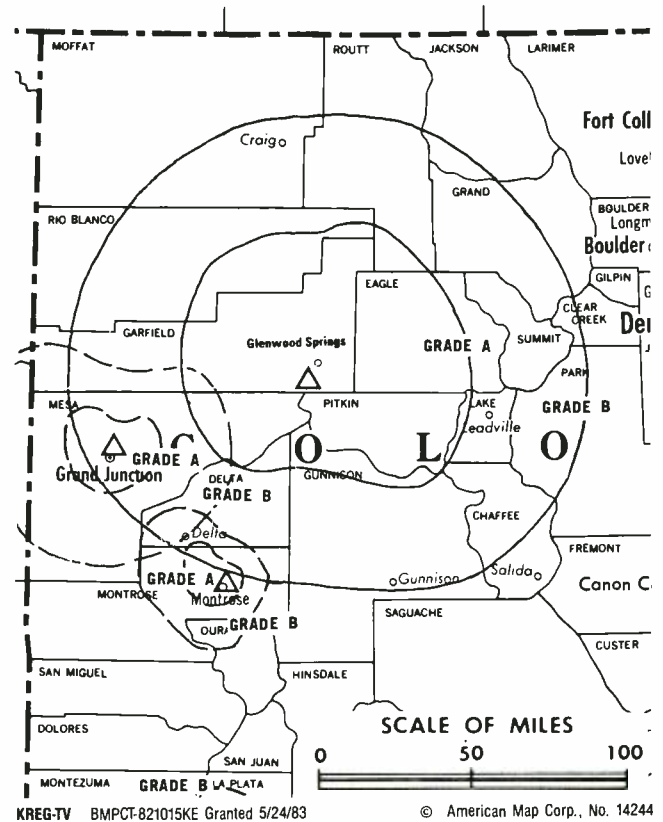 MOFFAT
ROUTT
JACKSON
LARIMER
Fort Coll
Craig
Love
GRAND
BOULDER
Longm
RIO BLANCO
Boulder
GILPIN
EAGLE
CLEAR
CREEK
Der
GARFIELD
Glenwood Springs
GRADE A
SUMMIT
PARK
MESA
PITKIN
LAKE
GRADE B
Leadville
C O L O
GRADE A
Grand Junction
DELTA
GUNNISON
GRADE B
CHAFFEE
Delta
FREMONT
GRADE A
Gunnison
Salida
MONTROSE
Montrose
Canon C
SAGUACHE
OURA
GRADE B
CUSTER
SAN MIGUEL
HINSDALE
DOLORES
SCALE OF MILES
SAN JUAN
0 50 100
MONTEZUMA
GRADE B
LA PLATA
KREG-TV BMPCT-821015KE Granted 5/24/83 © American Map Corp., No. 14244